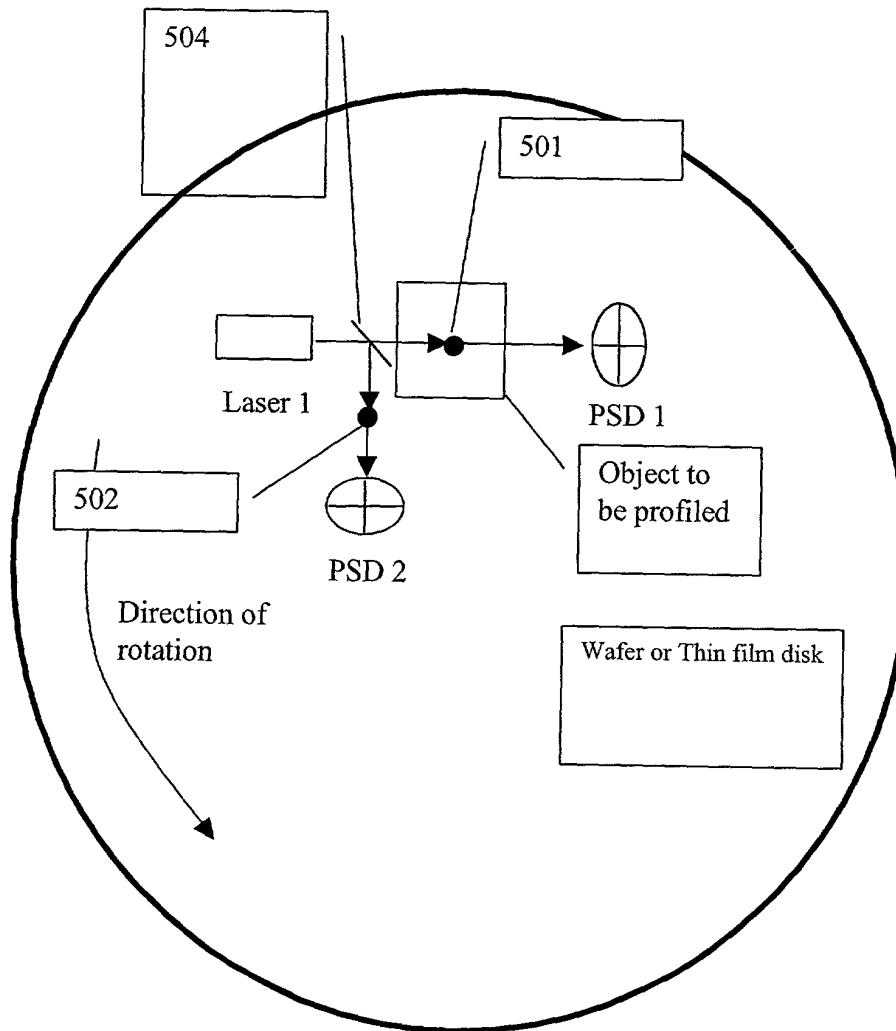 504
501
Laser 1
PSD 1
502
Object to
be profiled
PSD 2
Direction of
rotation
Wafer or Thin film disk